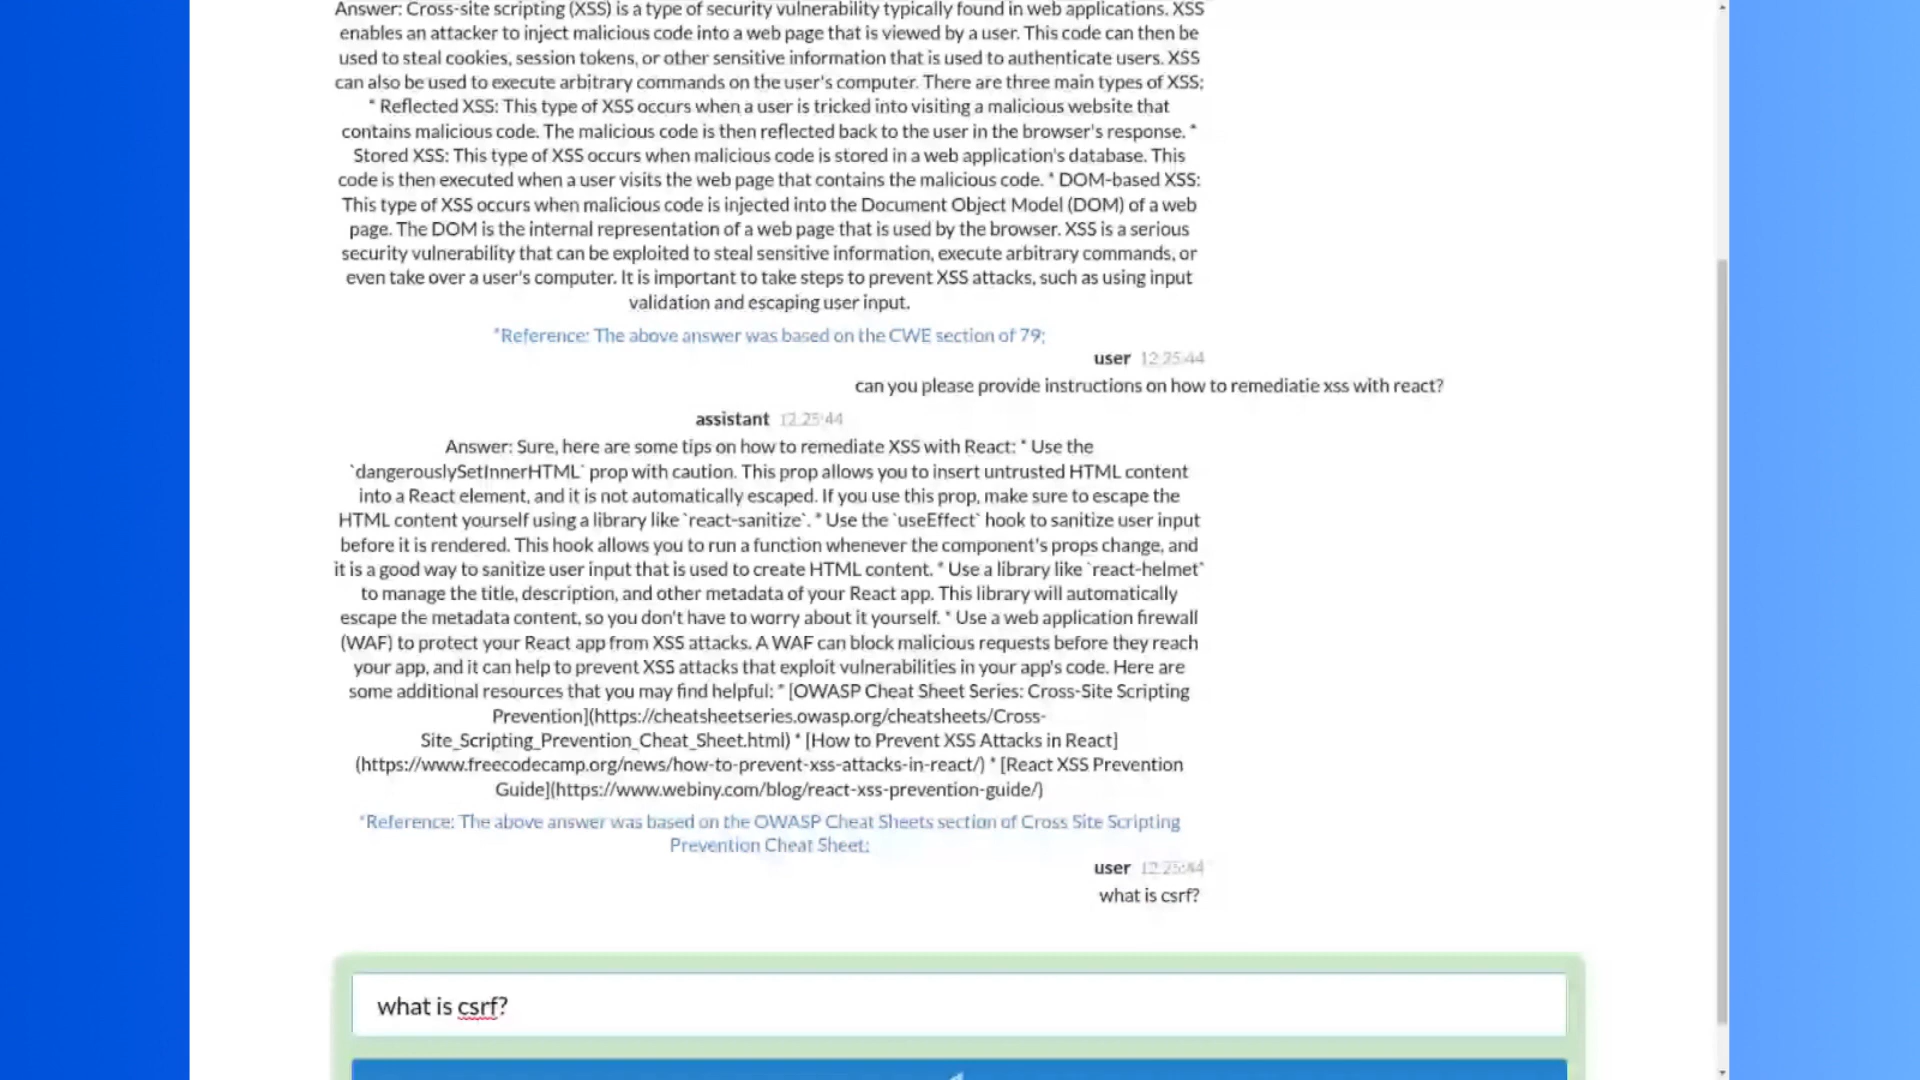 Answer: Cross-site scripting (XSS) is a type of security vulnerability typically found in web applications. XSS
enables an attacker to inject malicious code into a web page that is viewed by a user. This code can then be
used to steal cookies, session tokens, or other sensitive information that is used to authenticate users. XSS
can also be used to execute arbitrary commands on the user's computer. There are three main types of XSS:
* Reflected XSS: This type of XSS occurs when a user is tricked into visiting a malicious website that
contains malicious code. The malicious code is then reflected back to the user in the browser's response. *
Stored XSS: This type of XSS occurs when malicious code is stored in a web application's database. This
code is then executed when a user visits the web page that contains the malicious code. * DOM-based XSS:
This type of XSS occurs when malicious code is injected into the Document Object Model (DOM) of a web
page. The DOM is the internal representation of a web page that is used by the browser. XSS is a serious
security vulnerability that can be exploited to steal sensitive information, execute arbitrary commands, or
even take over a user's computer. It is important to take steps to prevent XSS attacks, such as using input
validation and escaping user input.
*Reference: The above answer was based on the CWE section of 79;
user 12:25:44
can you please provide instructions on how to remediatie xss with react?
assistant 12:25:44
Answer: Sure, here are some tips on how to remediate XSS with React: * Use the
`dangerouslySetInnerHTML` prop with caution. This prop allows you to insert untrusted HTML content
into a React element, and it is not automatically escaped. If you use this prop, make sure to escape the
HTML content yourself using a library like `react-sanitize`. * Use the `useEffect` hook to sanitize user input
before it is rendered. This hook allows you to run a function whenever the component's props change, and
it is a good way to sanitize user input that is used to create HTML content. * Use a library like `react-helmet`
to manage the title, description, and other metadata of your React app. This library will automatically
escape the metadata content, so you don't have to worry about it yourself. * Use a web application firewall
(WAF) to protect your React app from XSS attacks. A WAF can block malicious requests before they reach
your app, and it can help to prevent XSS attacks that exploit vulnerabilities in your app's code. Here are
some additional resources that you may find helpful: * [OWASP Cheat Sheet Series: Cross-Site Scripting
Prevention](https://cheatsheetseries.owasp.org/cheatsheets/Cross-
Site_Scripting_Prevention_Cheat_Sheet.html) * [How to Prevent XSS Attacks in React]
(https://www.freecodecamp.org/news/how-to-prevent-xss-attacks-in-react/) * [React XSS Prevention
Guide](https://www.webiny.com/blog/react-xss-prevention-guide/)
*Reference: The above answer was based on the OWASP Cheat Sheets section of Cross Site Scripting
Prevention Cheat Sheet;
user 12:25:44
what is csrf?
what is csrf?